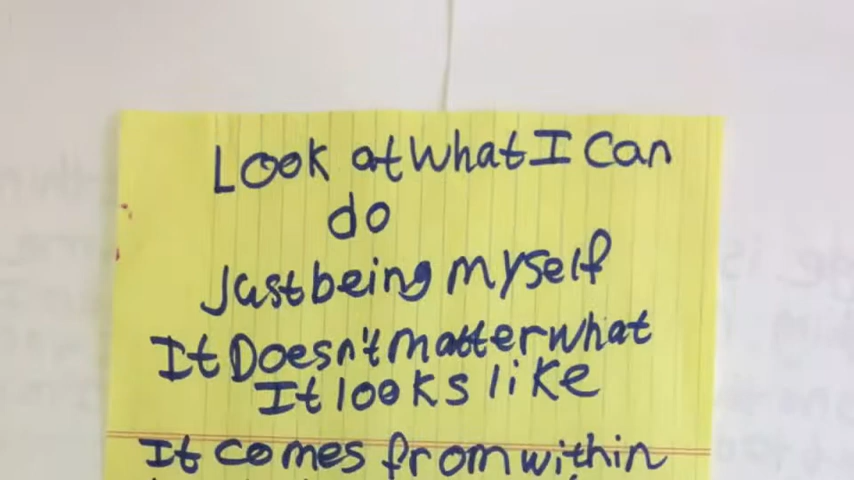 Look at what I can
do
Just being myself
It Doesn't matter what
It looks like
It comes from within